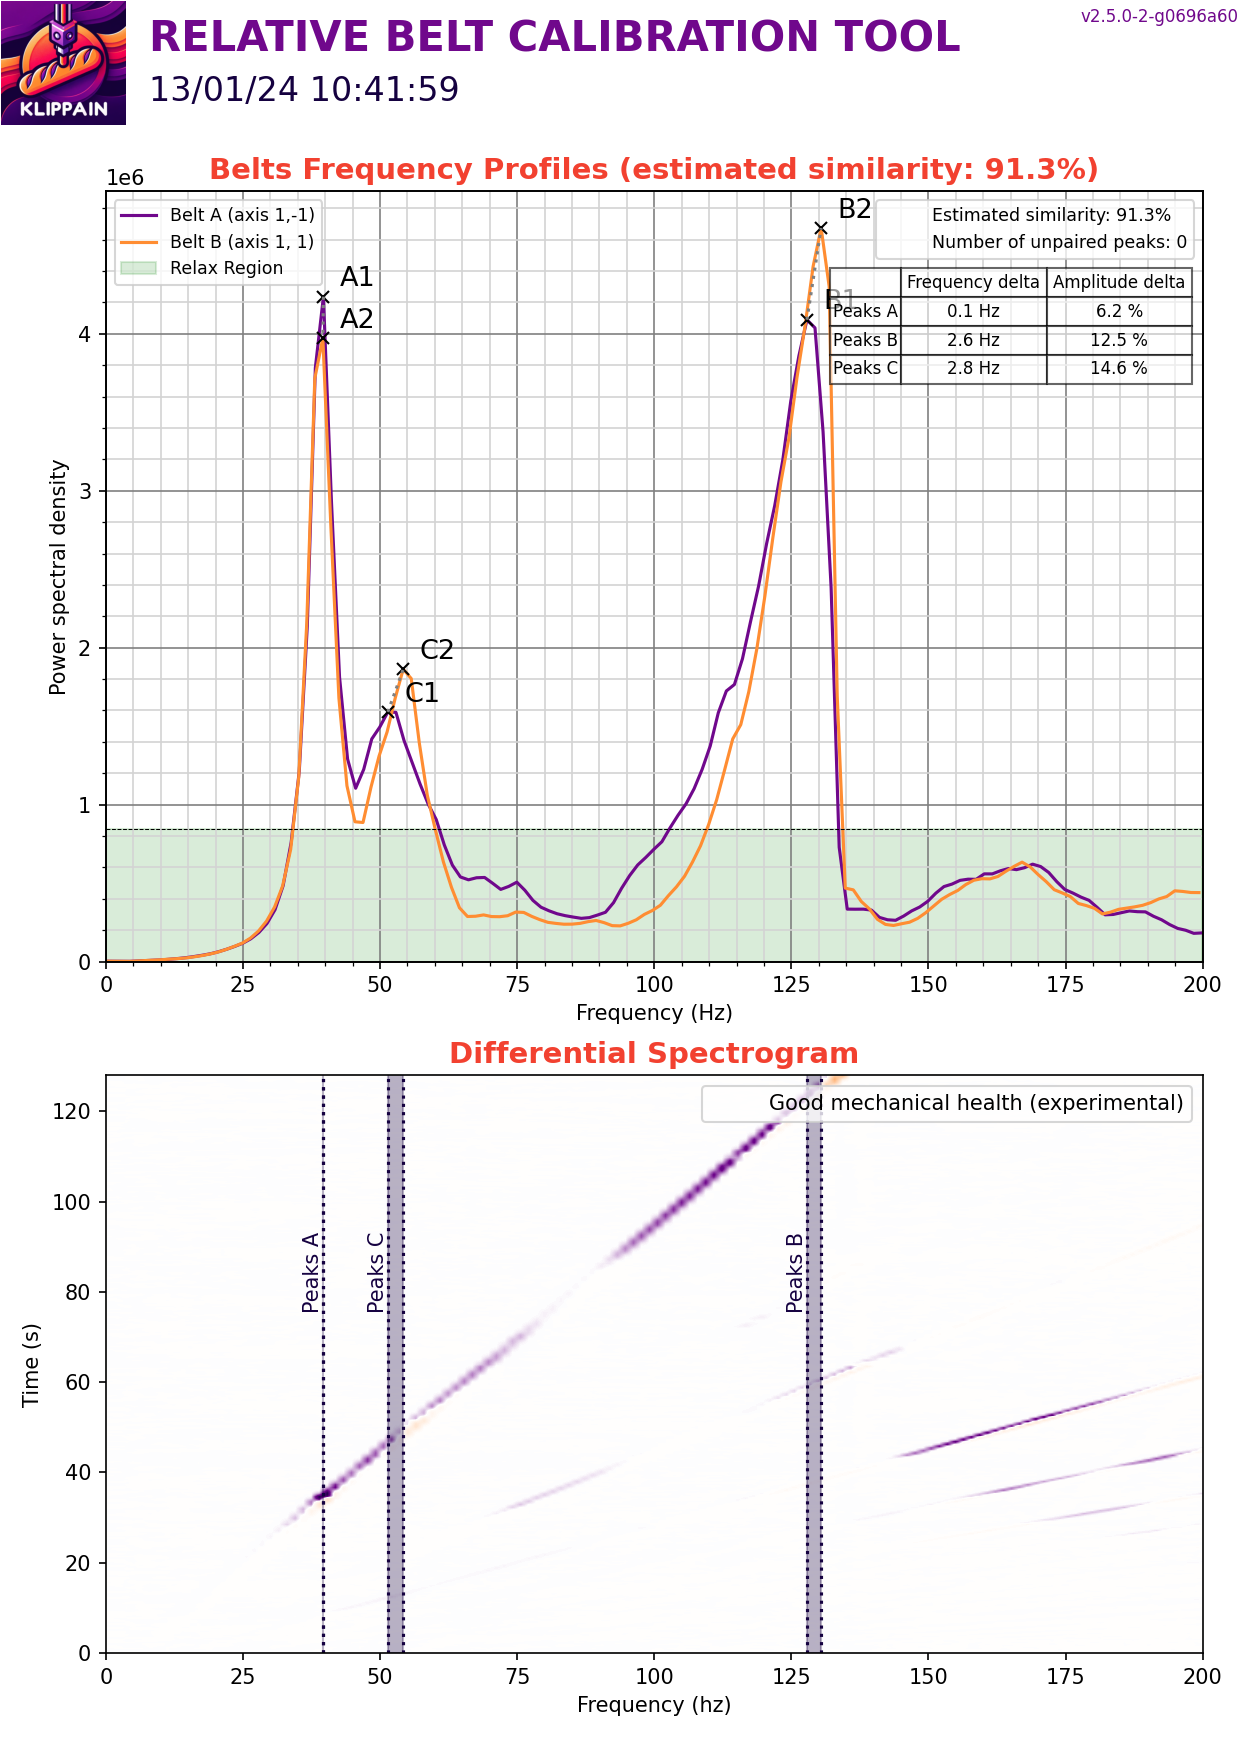 v2.5.0-2-g0696a60
RELATIVE BELT CALIBRATION TOOL
13/01/24 10:41:59
KLIPPAIN
Belts Frequency Profiles (estimated similarity: 91.3%)
1e6
Belt A (axis 1,-1)
Belt B (axis 1, 1)
Relax Region
Estimated similarity: 91.3%
Number of unpaired peaks: 0
Frequency delta Amplitude delta
Peaks A 0.1 Hz 6.2 %
Peaks B 2.6 Hz 12.5 %
Peaks C 2.8 Hz 14.6 %
A1
A2
B2
B1
C2
C1
4
3
2
1
0
Power spectral density
0 25 50 75 100 125 150 175 200
Frequency (Hz)
Differential Spectrogram
Good mechanical health (experimental)
Peaks A
Peaks C
Peaks B
120
100
80
60
40
20
0
Time (s)
0 25 50 75 100 125 150 175 200
Frequency (hz)